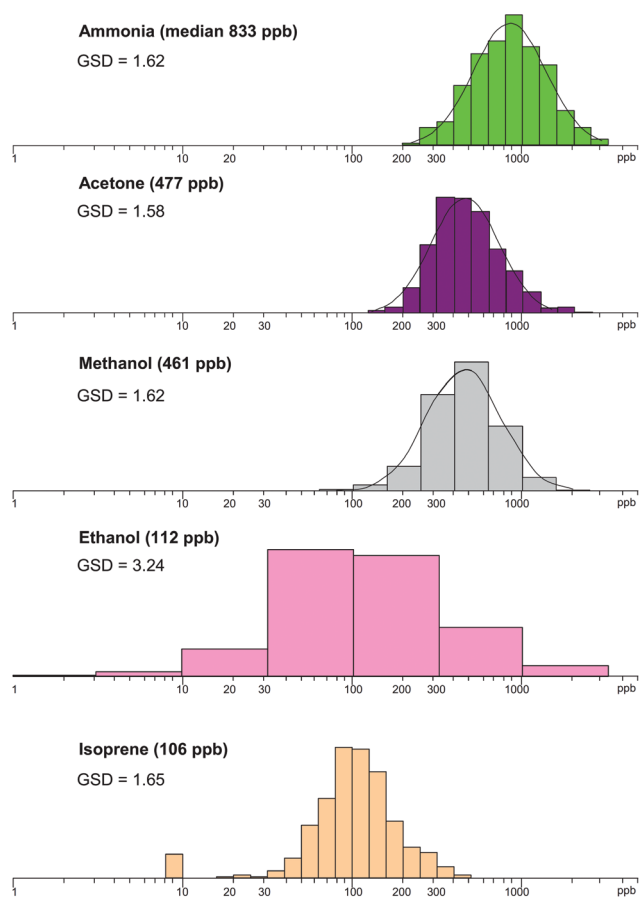 Ammonia (median 833 ppb)
GSD = 1.62
1 10 20 30 100 200 300 1000 ppb
Acetone (477 ppb)
GSD = 1.58
1 10 20 30 100 200 300 1000 ppb
Methanol (461 ppb)
GSD = 1.62
1 10 20 30 100 200 300 1000 ppb
Ethanol (112 ppb)
GSD = 3.24
1 10 20 30 100 200 300 1000 ppb
Isoprene (106 ppb)
GSD = 1.65
1 10 20 30 100 200 300 1000 ppb